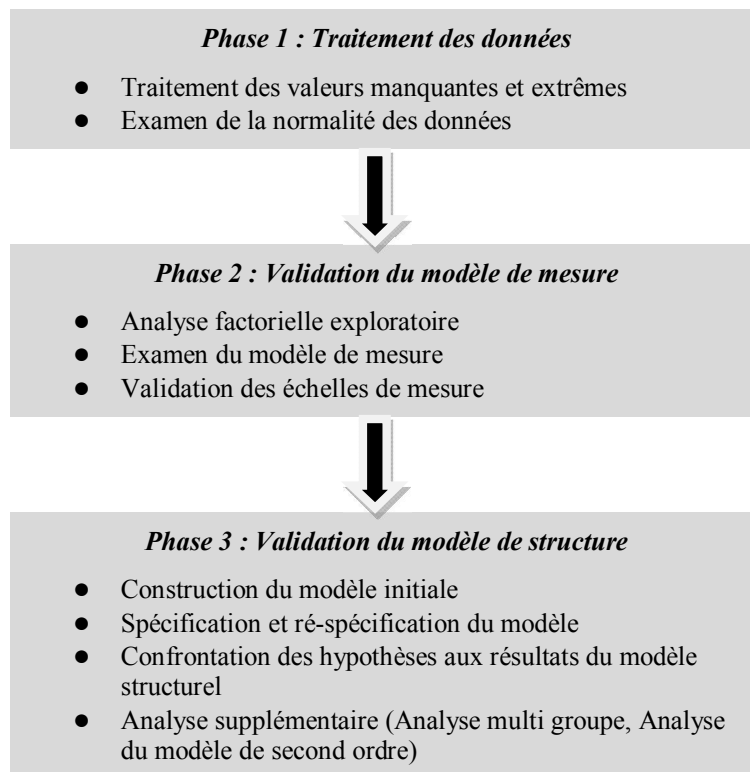 Phase 1 : Traitement des données
● Traitement des valeurs manquantes et extrêmes
● Examen de la normalité des données
Phase 2 : Validation du modèle de mesure
● Analyse factorielle exploratoire
● Examen du modèle de mesure
● Validation des échelles de mesure
Phase 3 : Validation du modèle de structure
● Construction du modèle initiale
● Spécification et ré-spécification du modèle
● Confrontation des hypothèses aux résultats du modèle
structurel
● Analyse supplémentaire (Analyse multi groupe, Analyse
du modèle de second ordre)